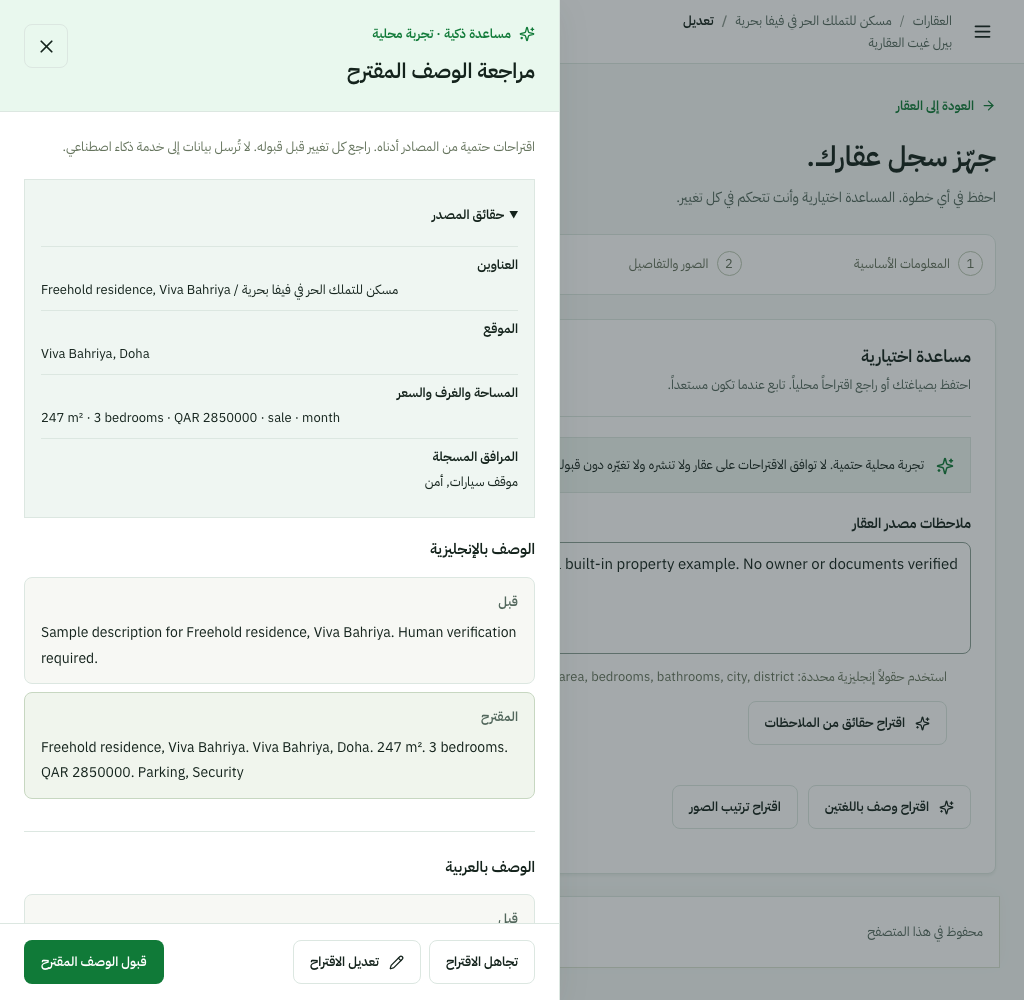 العقارات / مسكن للتملك الحر في فيفا بحرية / تعديل
بيرل غيت العقارية
العودة إلى العقار
جهّز سجل عقارك.
احفظ في أي خطوة. المساعدة اختيارية وأنت تتحكم في كل تغيير.
1 المعلومات الأساسية
2 الصور والتفاصيل
مساعدة اختيارية
احتفظ بصياغتك أو راجع اقتراحاً محلياً. تابع عندما تكون مستعداً.
تجربة محلية حتمية. لا توافق الاقتراحات على عقار ولا تنشره ولا تغيّره دون
ملاحظات مصدر العقار
built-in property example. No owner or documents verified
استخدم حقولاً إنجليزية محددة: area, bedrooms, bathrooms, city, district
اقتراح حقائق من الملاحظات
اقتراح وصف باللغتين
اقتراح ترتيب الصور
محفوظ في هذا المتصفح
مساعدة ذكية · تجربة محلية
مراجعة الوصف المقترح
اقتراحات حتمية من المصادر أدناه. راجع كل تغيير قبل قبوله. لا تُرسل بيانات إلى خدمة ذكاء اصطناعي.
▼ حقائق المصدر
العناوين
Freehold residence, Viva Bahriya / مسكن للتملك الحر في فيفا بحرية
الموقع
Viva Bahriya, Doha
المساحة والغرف والسعر
247 m² · 3 bedrooms · QAR 2850000 · sale · month
المرافق المسجلة
موقف سيارات, أمن
الوصف بالإنجليزية
قبل
Sample description for Freehold residence, Viva Bahriya. Human verification
required.
المقترح
Freehold residence, Viva Bahriya. Viva Bahriya, Doha. 247 m². 3 bedrooms.
QAR 2850000. Parking, Security
الوصف بالعربية
قبل
تجاهل الاقتراح
تعديل الاقتراح
قبول الوصف المقترح